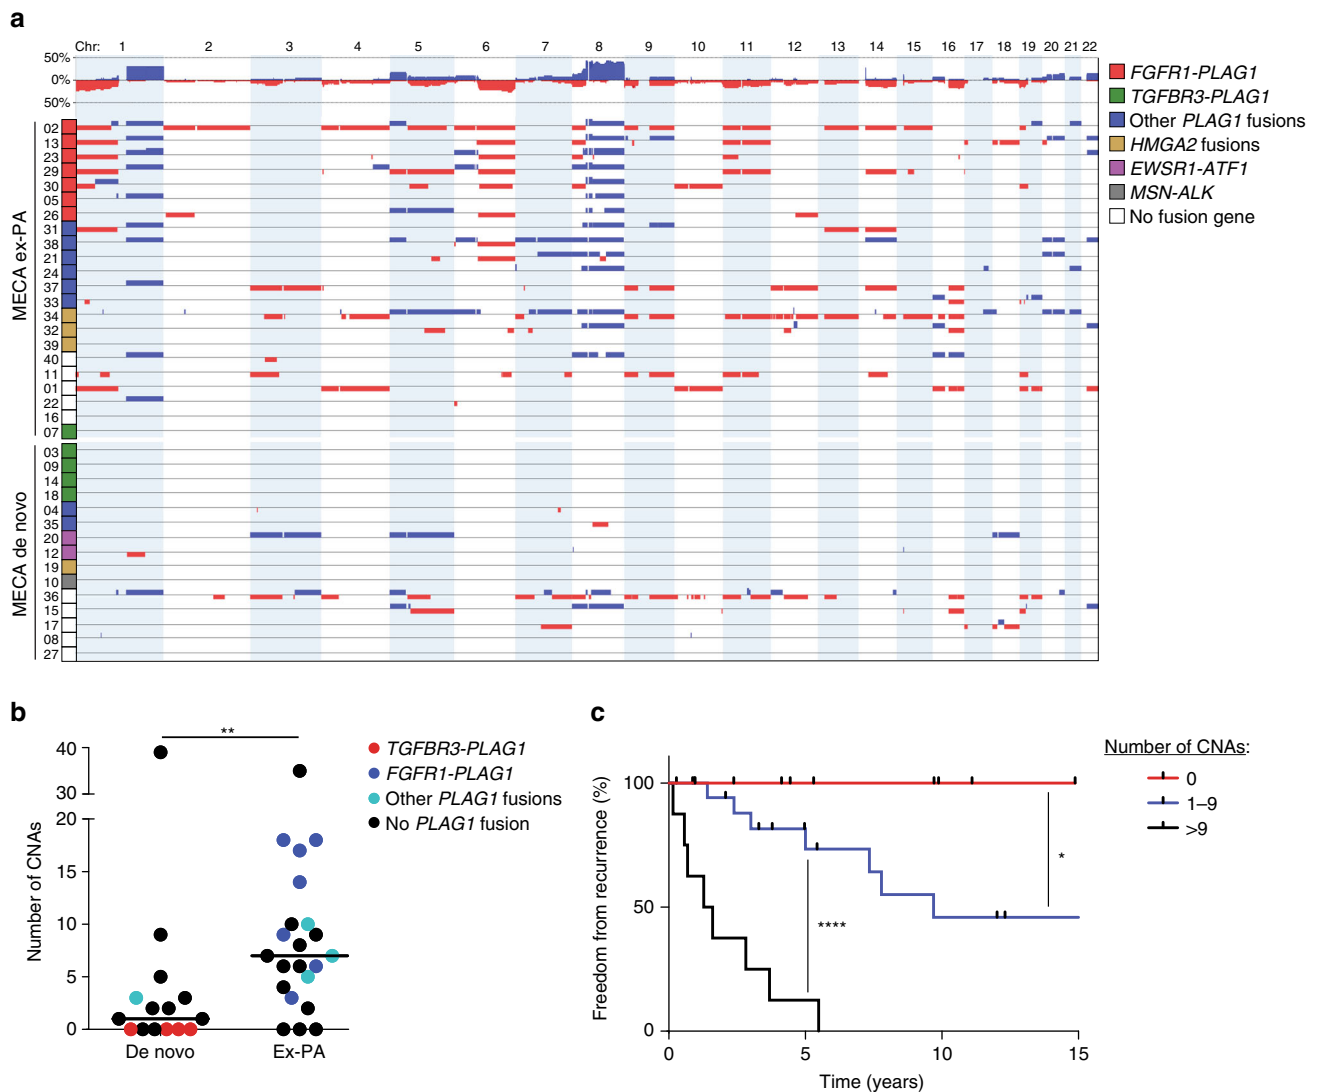 a
Chr: 1 2 3 4 5 6 7 8 9 10 11 12 13 14 15 16 17 18 19 20 21 22
50%
0%
50%
FGFR1-PLAG1
TGFBR3-PLAG1
Other PLAG1 fusions
HMGA2 fusions
EWSR1-ATF1
MSN-ALK
No fusion gene
MECA ex-PA
02
13
23
29
30
05
26
31
38
21
24
37
33
34
32
39
40
11
01
22
16
07
MECA de novo
03
09
14
18
04
35
20
12
19
10
36
15
17
08
27
b
**
40
30
20
15
10
5
0
Number of CNAs
De novo Ex-PA
TGFBR3-PLAG1
FGFR1-PLAG1
Other PLAG1 fusions
No PLAG1 fusion
c
Freedom from recurrence (%)
100
50
0
****
*
0 5 10 15
Time (years)
Number of CNAs:
0
1–9
>9